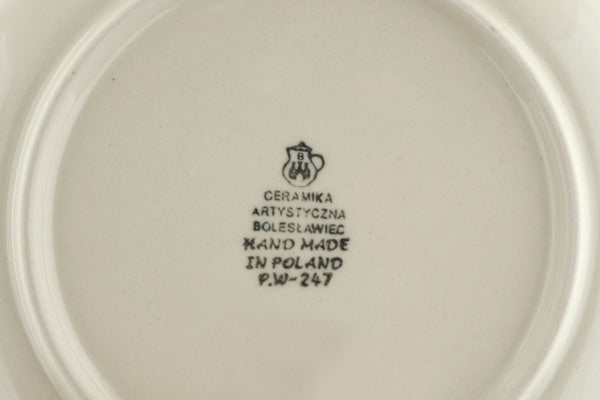 B
CERAMIKA
ARTYSTYCZNA
BOLESŁAWIEC
HAND MADE
IN POLAND
P.W-247